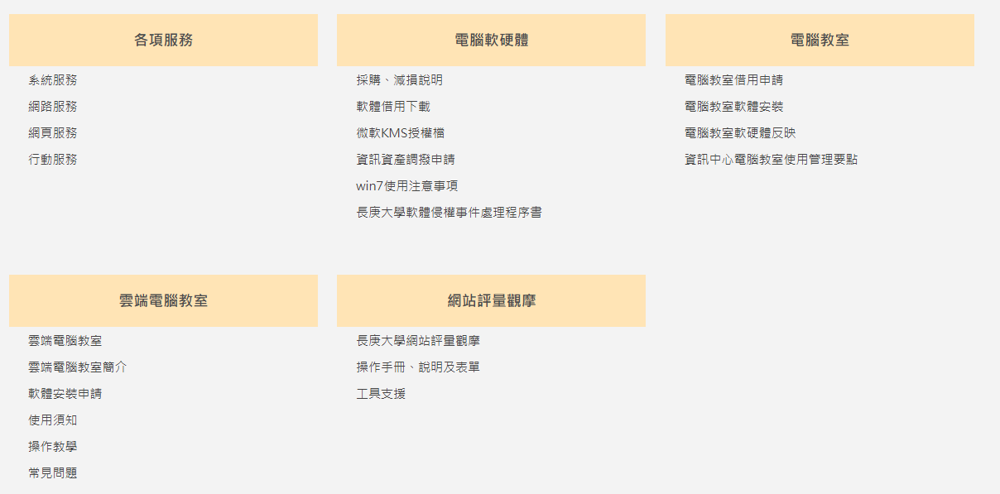 各項服務
系統服務
網路服務
網頁服務
行動服務
電腦軟硬體
採購、減損說明
軟體借用下載
微軟KMS授權檔
資訊資產調撥申請
win7使用注意事項
長庚大學軟體侵權事件處理程序書
電腦教室
電腦教室借用申請
電腦教室軟體安裝
電腦教室軟硬體反映
資訊中心電腦教室使用管理要點
雲端電腦教室
雲端電腦教室
雲端電腦教室簡介
軟體安裝申請
使用須知
操作教學
常見問題
網站評量觀摩
長庚大學網站評量觀摩
操作手冊、說明及表單
工具支援